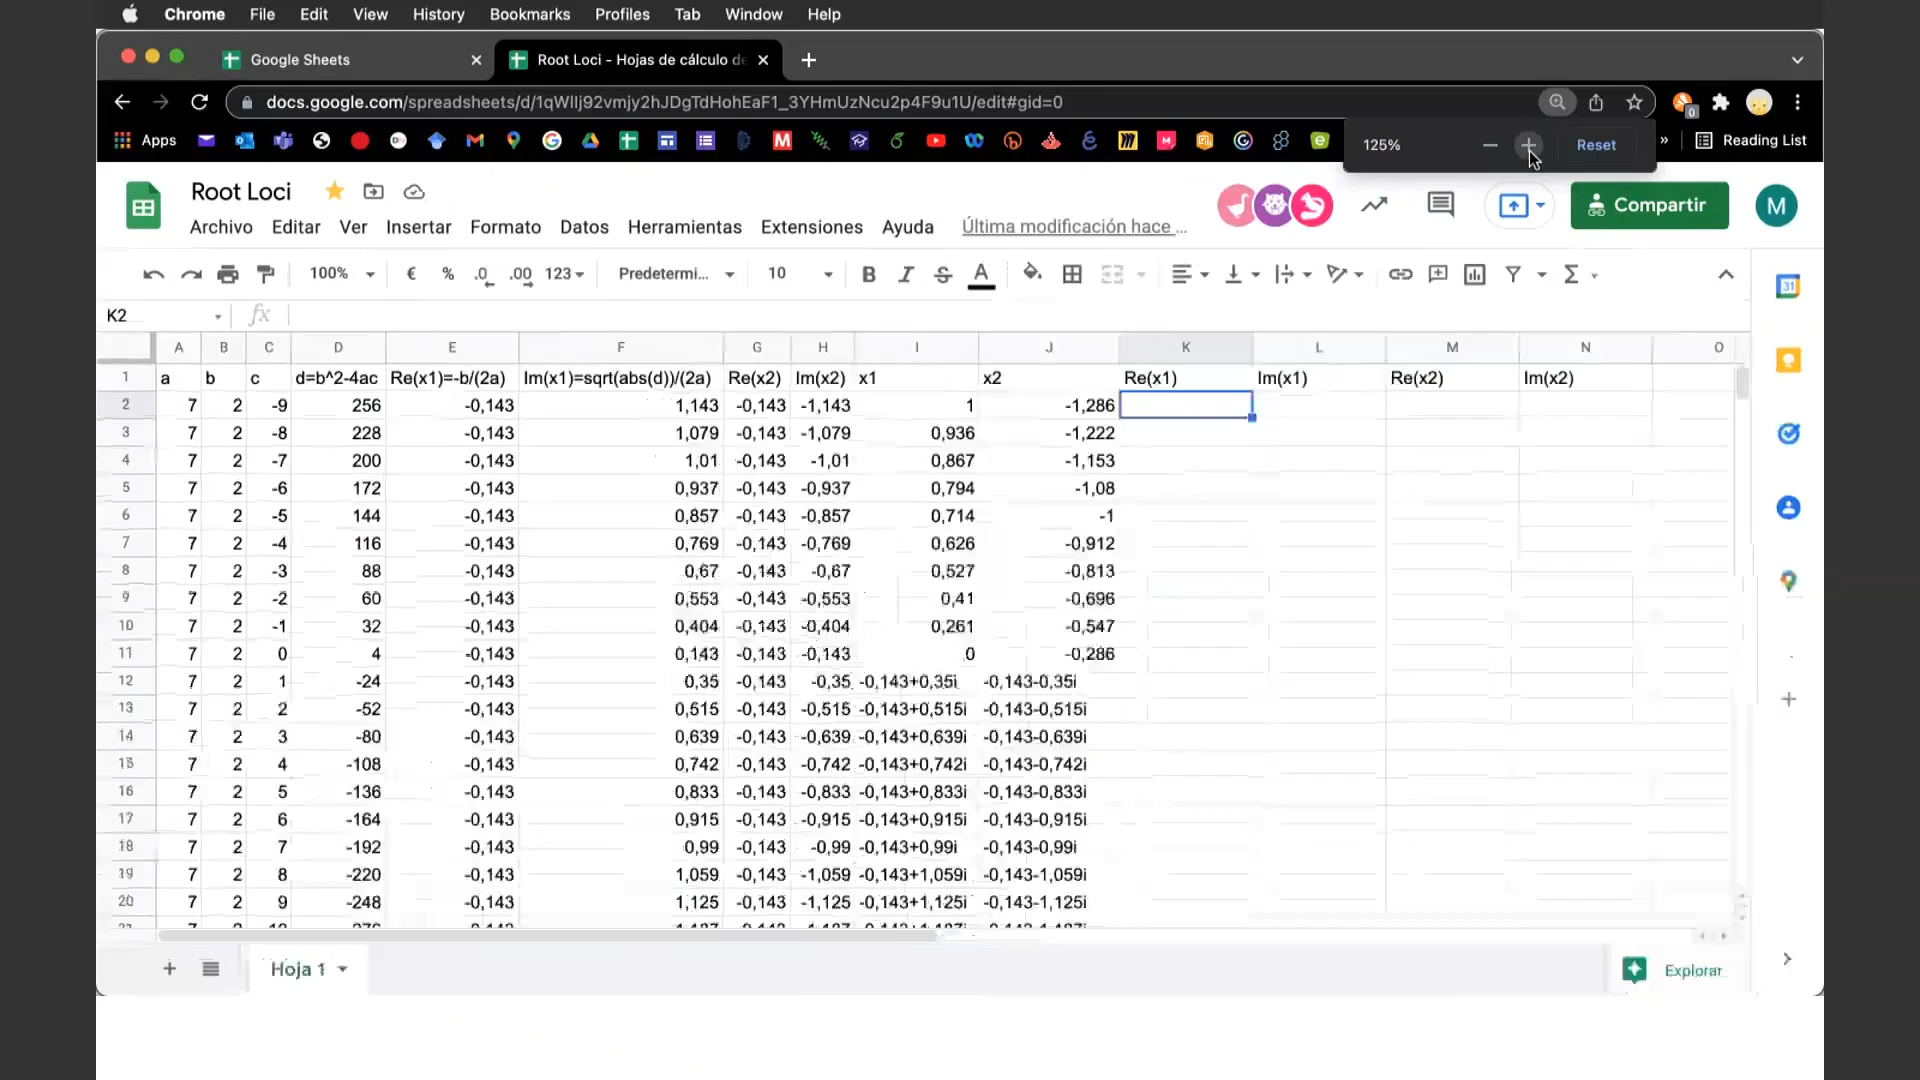 Chrome File Edit View History Bookmarks Profiles Tab Window Help
Google Sheets
Root Loci - Hojas de cálculo de
docs.google.com/spreadsheets/d/1qWIIj92vmjy2hJDgTdHohEaF1_3YHmUzNcu2p4F9u1U/edit#gid=0
Apps
125% Reset
Reading List
Root Loci
Archivo Editar Ver Insertar Formato Datos Herramientas Extensiones Ayuda Última modificación hace ...
Compartir
M
100% € % .0 .00 123 Predetermi... 10 B I S A
31
K2 fx
A B C D E F G H I J K L M N O
1 a b c d=b^2-4ac Re(x1)=-b/(2a) Im(x1)=sqrt(abs(d))/(2a) Re(x2) Im(x2) x1 x2 Re(x1) Im(x1) Re(x2) Im(x2)
2 7 2 -9 256 -0,143 1,143 -0,143 -1,143 1 -1,286
3 7 2 -8 228 -0,143 1,079 -0,143 -1,079 0,936 -1,222
4 7 2 -7 200 -0,143 1,01 -0,143 -1,01 0,867 -1,153
5 7 2 -6 172 -0,143 0,937 -0,143 -0,937 0,794 -1,08
6 7 2 -5 144 -0,143 0,857 -0,143 -0,857 0,714 -1
7 7 2 -4 116 -0,143 0,769 -0,143 -0,769 0,626 -0,912
8 7 2 -3 88 -0,143 0,67 -0,143 -0,67 0,527 -0,813
9 7 2 -2 60 -0,143 0,553 -0,143 -0,553 0,41 -0,696
10 7 2 -1 32 -0,143 0,404 -0,143 -0,404 0,261 -0,547
11 7 2 0 4 -0,143 0,143 -0,143 -0,143 0 -0,286
12 7 2 1 -24 -0,143 0,35 -0,143 -0,35 -0,143+0,35i -0,143-0,35i
13 7 2 2 -52 -0,143 0,515 -0,143 -0,515 -0,143+0,515i -0,143-0,515i
14 7 2 3 -80 -0,143 0,639 -0,143 -0,639 -0,143+0,639i -0,143-0,639i
15 7 2 4 -108 -0,143 0,742 -0,143 -0,742 -0,143+0,742i -0,143-0,742i
16 7 2 5 -136 -0,143 0,833 -0,143 -0,833 -0,143+0,833i -0,143-0,833i
17 7 2 6 -164 -0,143 0,915 -0,143 -0,915 -0,143+0,915i -0,143-0,915i
18 7 2 7 -192 -0,143 0,99 -0,143 -0,99 -0,143+0,99i -0,143-0,99i
19 7 2 8 -220 -0,143 1,059 -0,143 -1,059 -0,143+1,059i -0,143-1,059i
20 7 2 9 -248 -0,143 1,125 -0,143 -1,125 -0,143+1,125i -0,143-1,125i
Hoja 1
Explorar